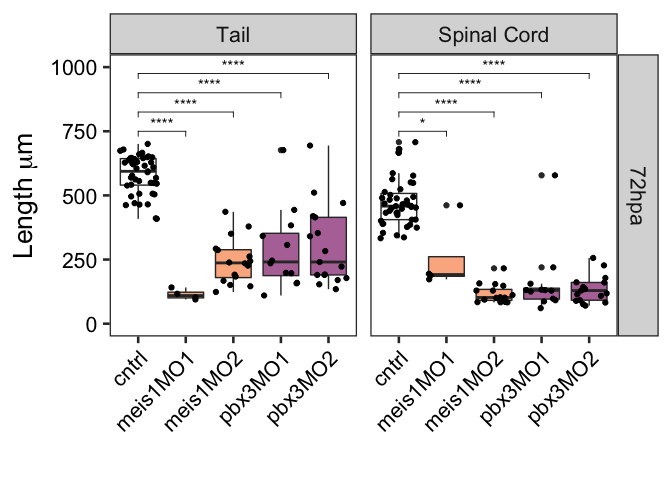 Tail
Spinal Cord
Length μm
1000
750
500
250
0
****
****
****
****
****
****
****
*
72hpa
cntrl
meis1MO1
meis1MO2
pbx3MO1
pbx3MO2
cntrl
meis1MO1
meis1MO2
pbx3MO1
pbx3MO2